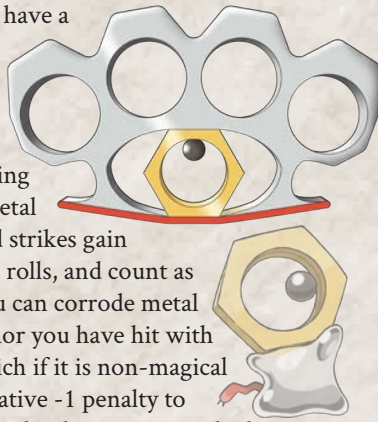 have a
ing
etal
l strikes gain
rolls, and count as
u can corrode metal
nor you have hit with
ich if it is non-magical
ative -1 penalty to